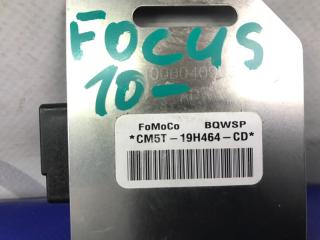 FOCUS
10-
FoMoCo BQWSP
*CM5T-19H464-CD*